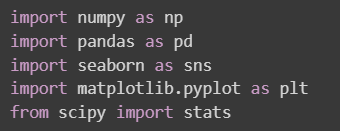 import numpy as np
import pandas as pd
import seaborn as sns
import matplotlib.pyplot as plt
from scipy import stats